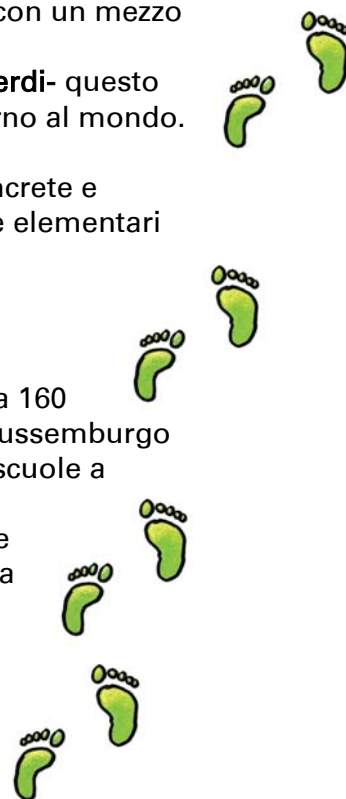 con un mezzo
erdi- questo
rno al mondo.
ncrete e
e elementari
a 160
ussemburgo
scuole a
e
a